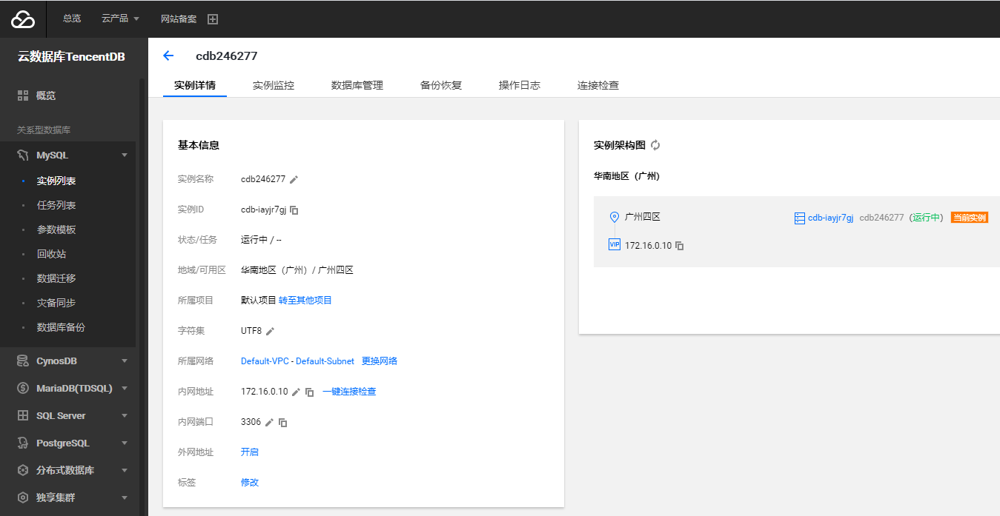 总览 云产品 网站备案
云数据库TencentDB
概览
关系型数据库
MySQL
实例列表
任务列表
参数模板
回收站
数据迁移
灾备同步
数据库备份
CynosDB
MariaDB(TDSQL)
SQL Server
PostgreSQL
分布式数据库
独享集群
cdb246277
实例详情 实例监控 数据库管理 备份恢复 操作日志 连接检查
基本信息
实例名称 cdb246277
实例ID cdb-iayjr7gj
状态/任务 运行中 / --
地域/可用区 华南地区（广州）/ 广州四区
所属项目 默认项目 转至其他项目
字符集 UTF8
所属网络 Default-VPC - Default-Subnet 更换网络
内网地址 172.16.0.10 一键连接检查
内网端口 3306
外网地址 开启
标签 修改
实例架构图
华南地区（广州）
广州四区 cdb-iayjr7gj cdb246277 （运行中） 当前实例
VIP 172.16.0.10